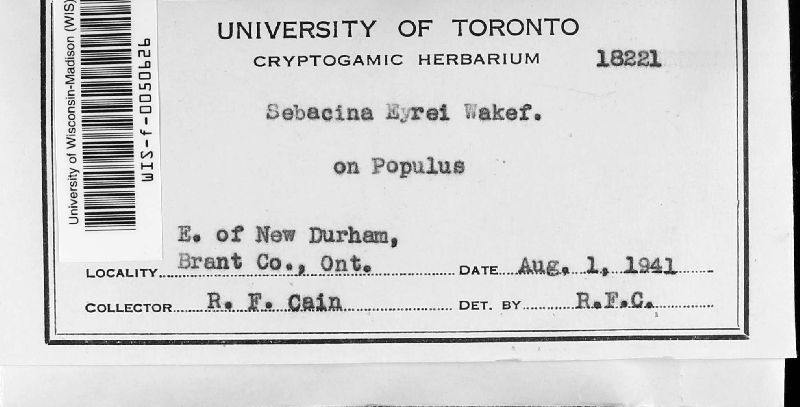 UNIVERSITY OF TORONTO
CRYPTOGAMIC HERBARIUM 18221
Sebacina Eyrei Wakef.
on Populus
E. of New Durham,
LOCALITY Brant Co., Ont. DATE Aug. 1, 1941
COLLECTOR R. F. Cain DET. BY R.F.C.
University of Wisconsin-Madison (WIS)
WIS-f-0050626